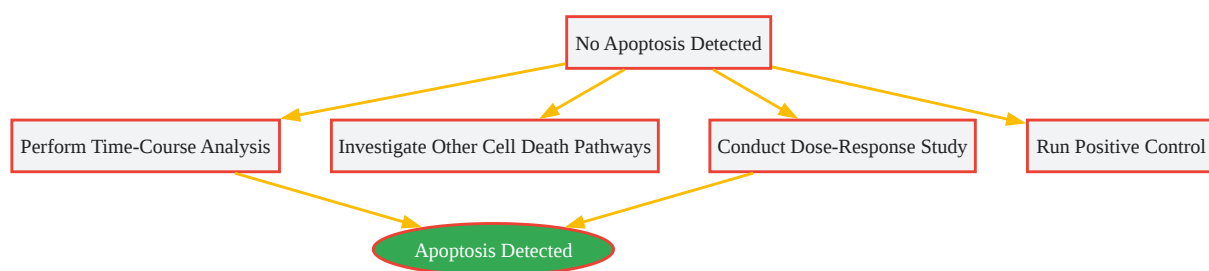 No Apoptosis Detected
Perform Time-Course Analysis
Investigate Other Cell Death Pathways
Conduct Dose-Response Study
Run Positive Control
Apoptosis Detected